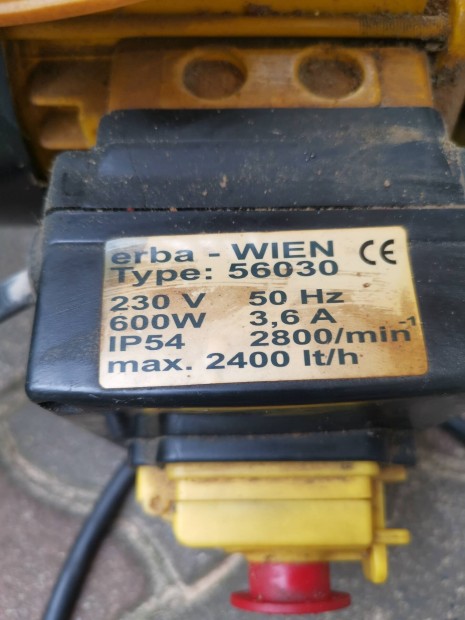 erba - WIEN CE
Type: 56030
230 V 50 Hz
600W 3,6 A
IP54 2800/min⁻¹
max. 2400 lt/h